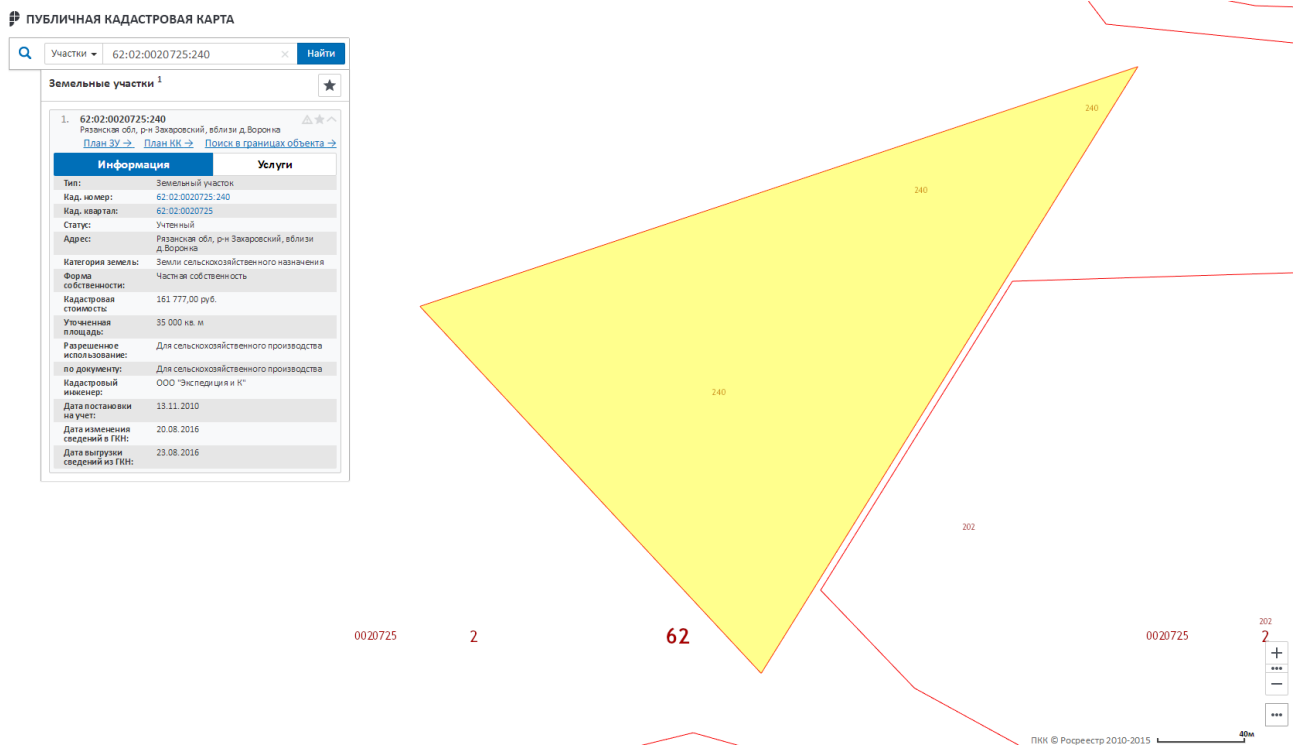 ПУБЛИЧНАЯ КАДАСТРОВАЯ КАРТА
Участки 62:02:0020725:240 × Найти
Земельные участки 1
1. 62:02:0020725:240
Рязанская обл, р-н Захаровский, вблизи д.Воронка
План ЗУ → План КК → Поиск в границах объекта →
Информация Услуги
Тип: Земельный участок
Кад. номер: 62:02:0020725:240
Кад. квартал: 62:02:0020725
Статус: Учтенный
Адрес: Рязанская обл, р-н Захаровский, вблизи
д.Воронка
Категория земель: Земли сельскохозяйственного назначения
Форма Частная собственность
собственности:
Кадастровая 161 777,00 руб.
стоимость:
Уточненная 35 000 кв. м
площадь:
Разрешенное Для сельскохозяйственного производства
использование:
по документу: Для сельскохозяйственного производства
Кадастровый ООО "Экспедиция и К"
инженер:
Дата постановки 13.11.2010
на учет:
Дата изменения 20.08.2016
сведений в ГКН:
Дата выгрузки 23.08.2016
сведений из ГКН:
240
240
240
202
202
0020725 2 62 0020725 2
+
−
ПКК © Росреестр 2010-2015 40м